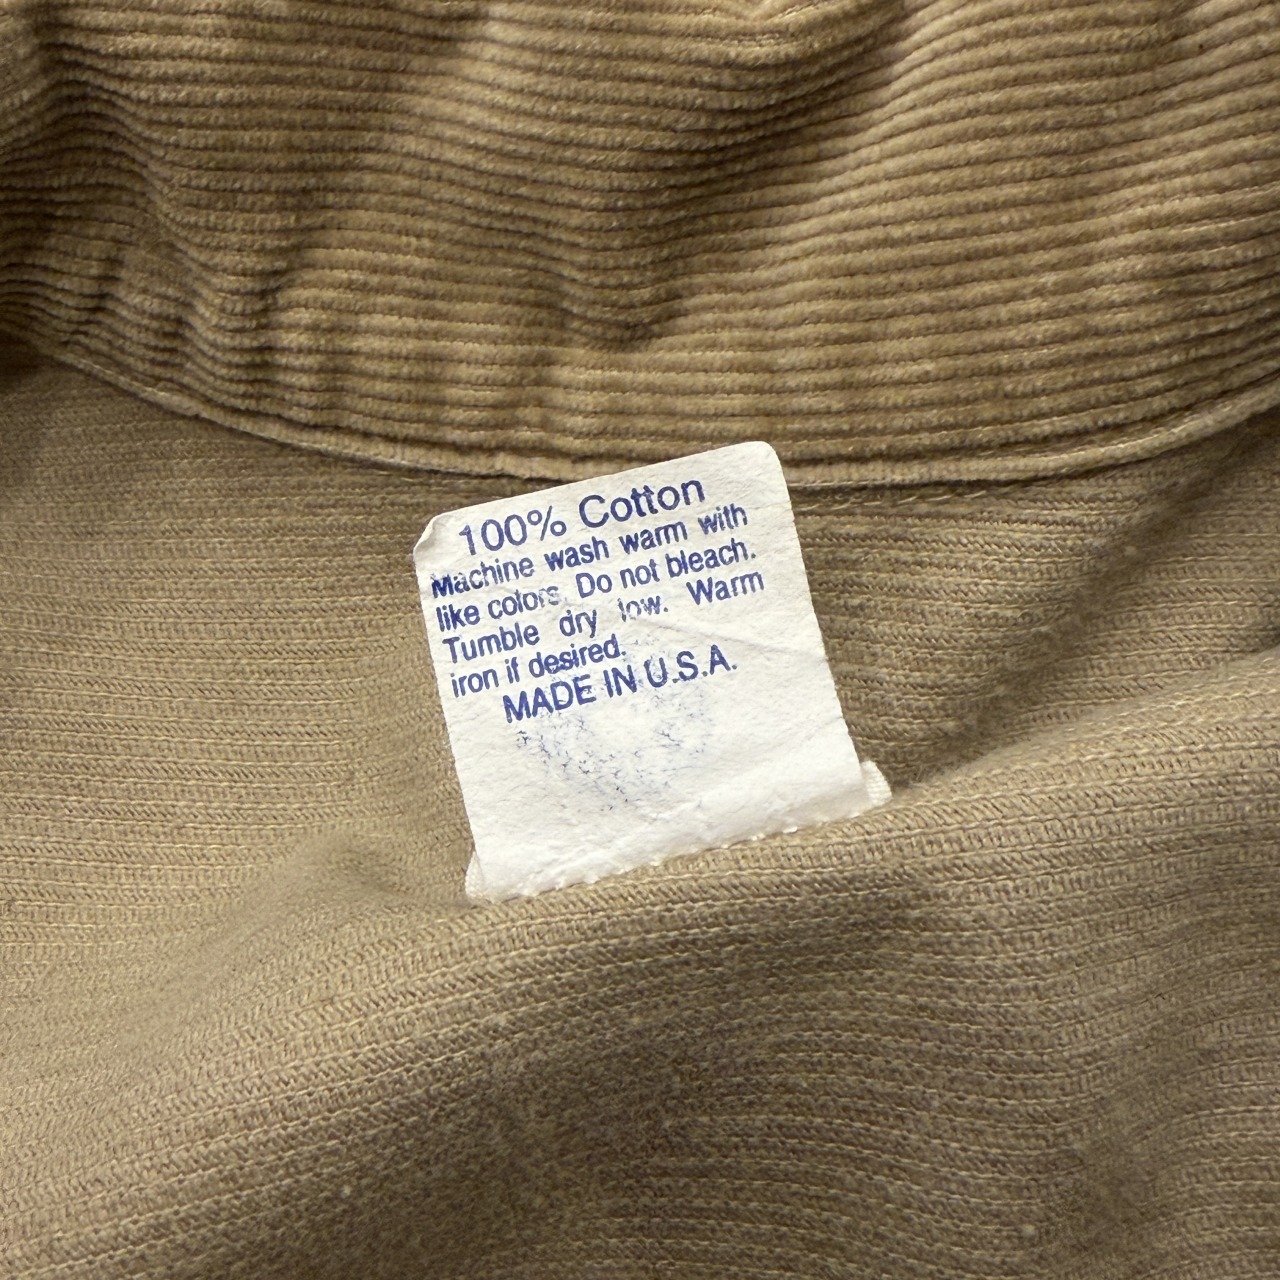 100% Cotton
Machine wash warm with
like colors. Do not bleach.
Tumble dry low. Warm
iron if desired.
MADE IN U.S.A.